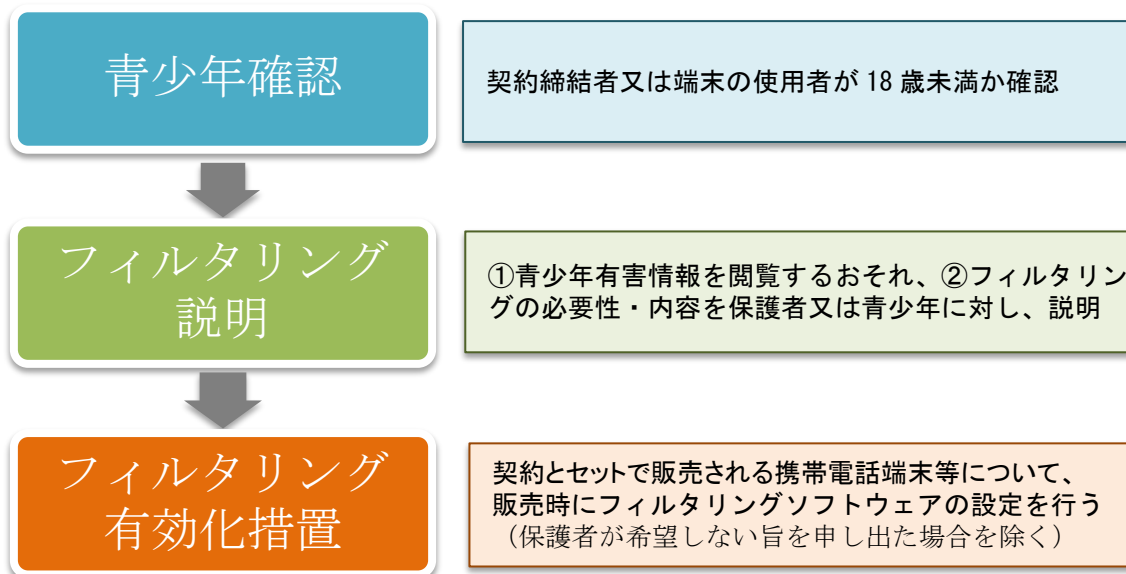 青少年確認
契約締結者又は端末の使用者が 18 歳未満か確認
フィルタリング
説明
①青少年有害情報を閲覧するおそれ、②フィルタリン
グの必要性・内容を保護者又は青少年に対し、説明
フィルタリング
有効化措置
契約とセットで販売される携帯電話端末等について、
販売時にフィルタリングソフトウェアの設定を行う
（保護者が希望しない旨を申し出た場合を除く）